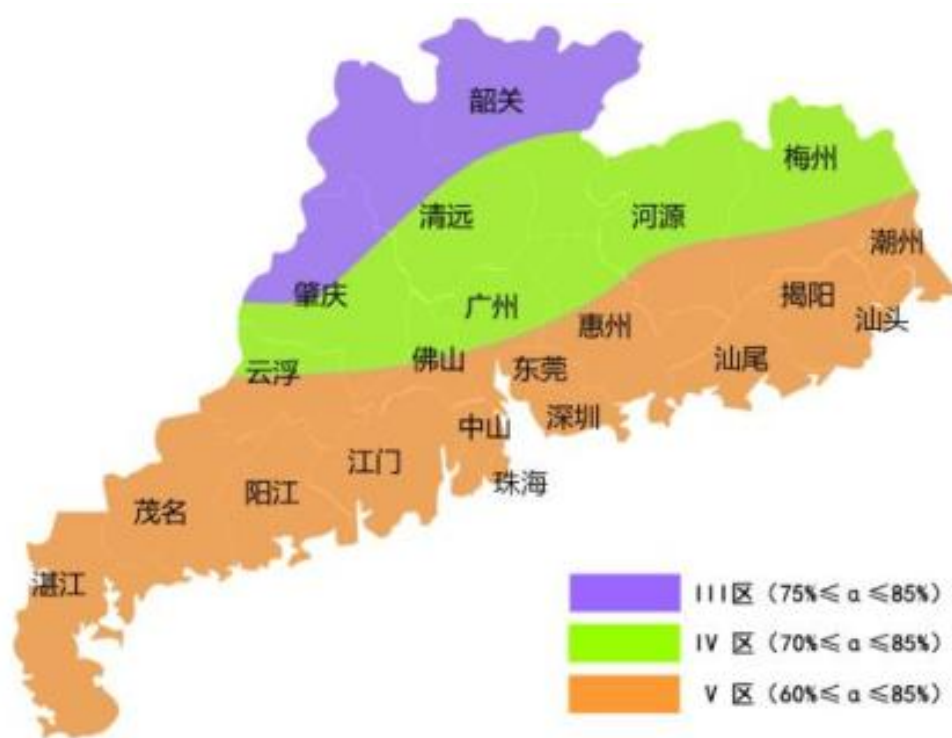 韶关
梅州
清远
河源
潮州
肇庆
广州
揭阳
汕头
惠州
佛山
东莞
汕尾
云浮
深圳
中山
江门
珠海
阳江
茂名
湛江
III区（75%≤ α ≤85%）
IV 区（70%≤ α ≤85%）
V 区（60%≤ α ≤85%）